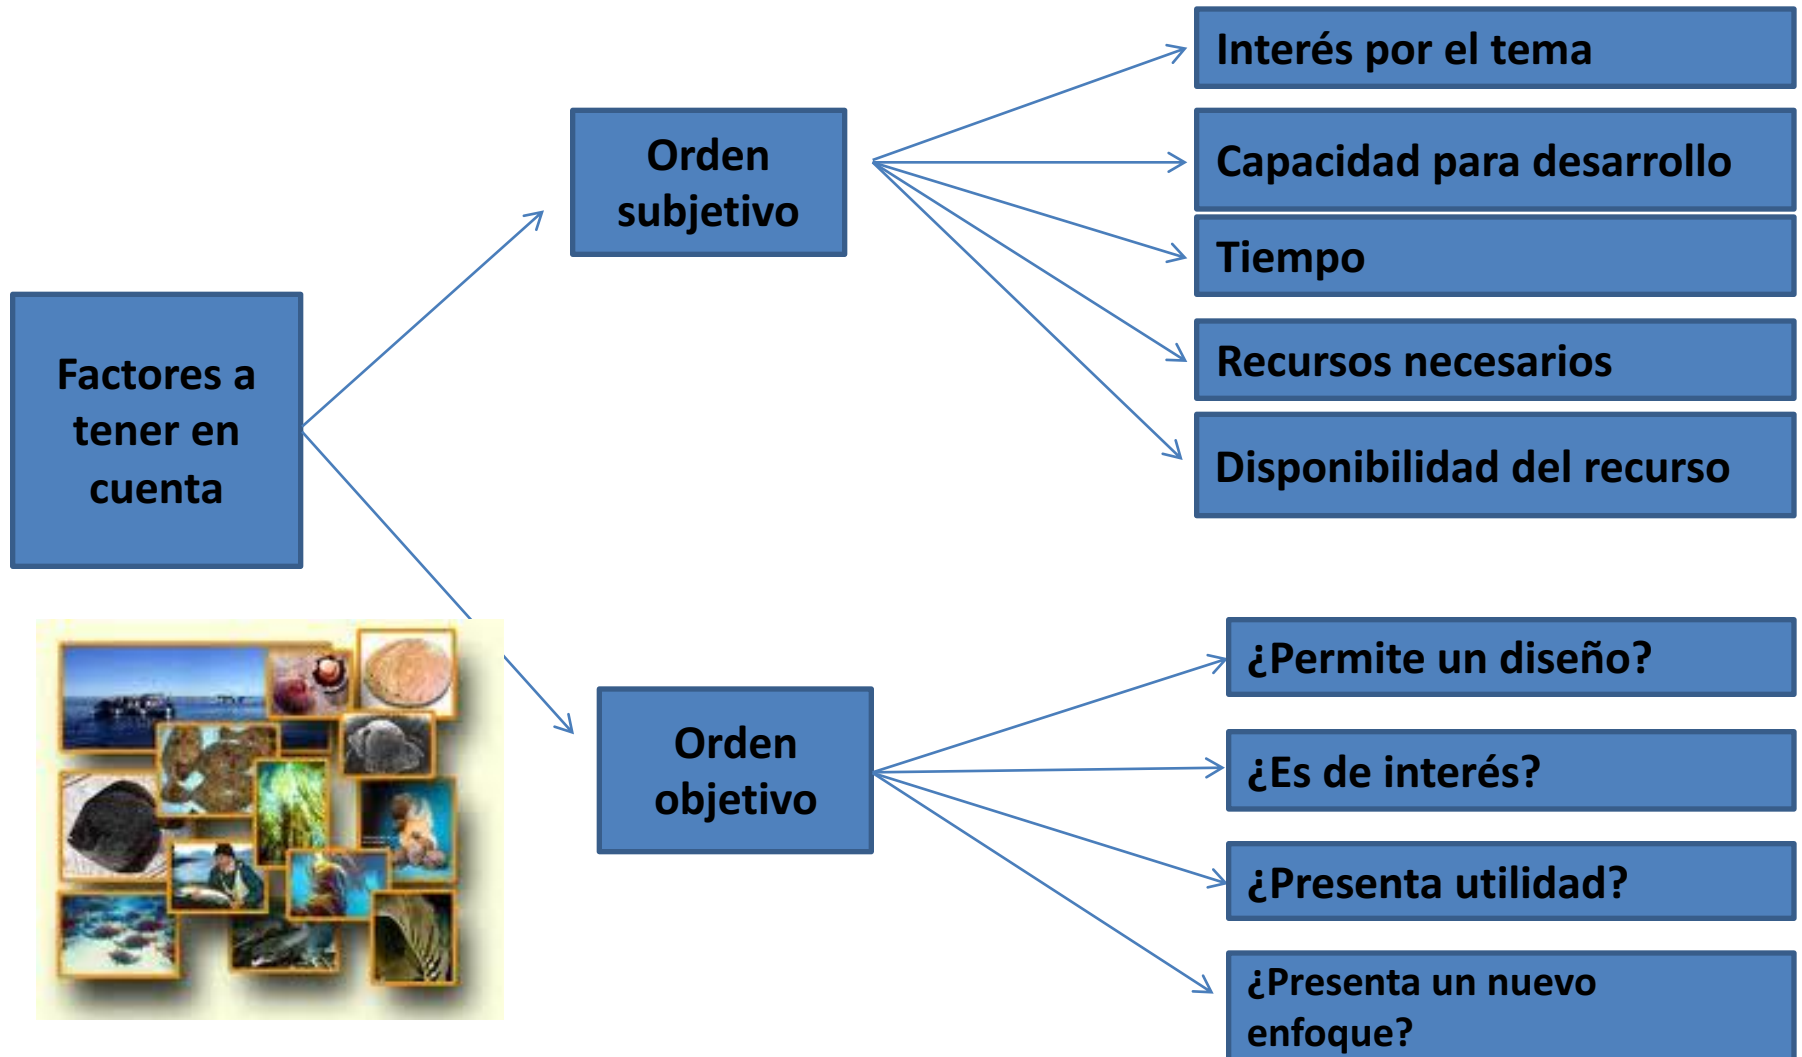 Factores a
tener en
cuenta
Orden
subjetivo
Interés por el tema
Capacidad para desarrollo
Tiempo
Recursos necesarios
Disponibilidad del recurso
Orden
objetivo
¿Permite un diseño?
¿Es de interés?
¿Presenta utilidad?
¿Presenta un nuevo
enfoque?